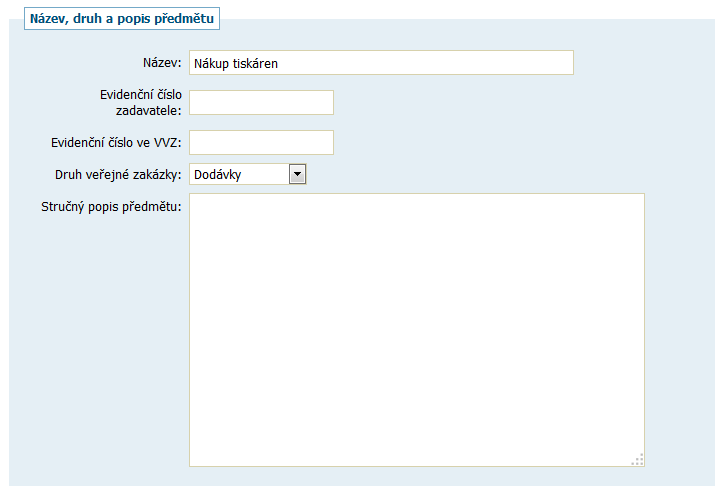 Název, druh a popis předmětu
Název: Nákup tiskáren
Evidenční číslo
zadavatele:
Evidenční číslo ve VVZ:
Druh veřejné zakázky: Dodávky
Stručný popis předmětu: